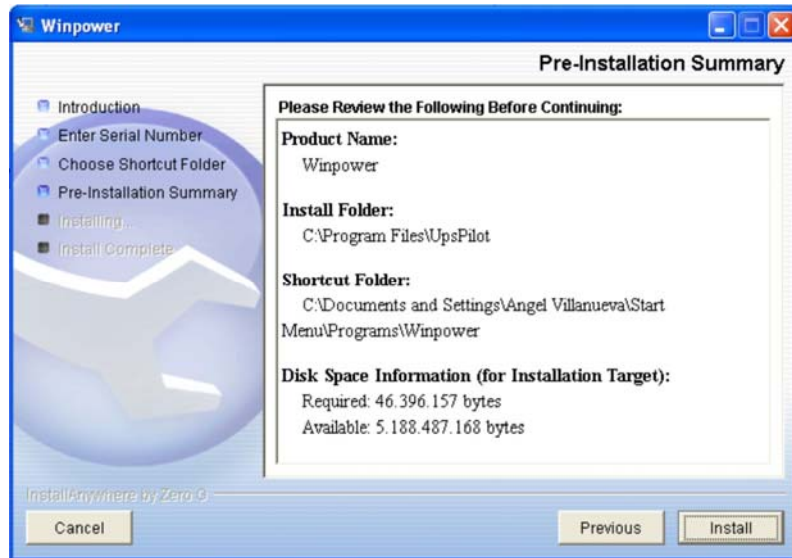 Winpower
Pre-Installation Summary
Introduction
Enter Serial Number
Choose Shortcut Folder
Pre-Installation Summary
Installing...
Install Complete
Please Review the Following Before Continuing:
Product Name:
Winpower
Install Folder:
C:\Program Files\UpsPilot
Shortcut Folder:
C:\Documents and Settings\Angel Villanueva\Start
Menu\Programs\Winpower
Disk Space Information (for Installation Target):
Required: 46.396.157 bytes
Available: 5.188.487.168 bytes
InstallAnywhere by Zero G
Cancel
Previous
Install